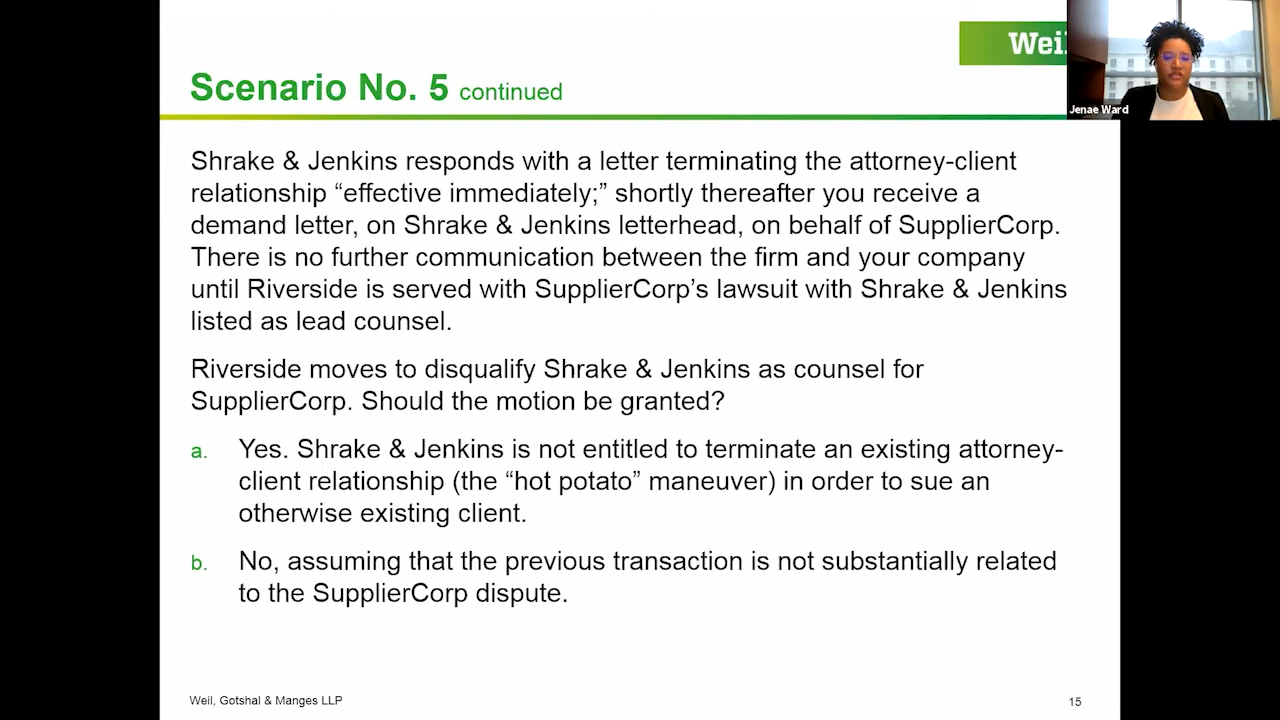 Weil
Jenae Ward
Scenario No. 5 continued
Shrake & Jenkins responds with a letter terminating the attorney-client
relationship “effective immediately;” shortly thereafter you receive a
demand letter, on Shrake & Jenkins letterhead, on behalf of SupplierCorp.
There is no further communication between the firm and your company
until Riverside is served with SupplierCorp’s lawsuit with Shrake & Jenkins
listed as lead counsel.
Riverside moves to disqualify Shrake & Jenkins as counsel for
SupplierCorp. Should the motion be granted?
a. Yes. Shrake & Jenkins is not entitled to terminate an existing attorney-
client relationship (the “hot potato” maneuver) in order to sue an
otherwise existing client.
b. No, assuming that the previous transaction is not substantially related
to the SupplierCorp dispute.
Weil, Gotshal & Manges LLP
15